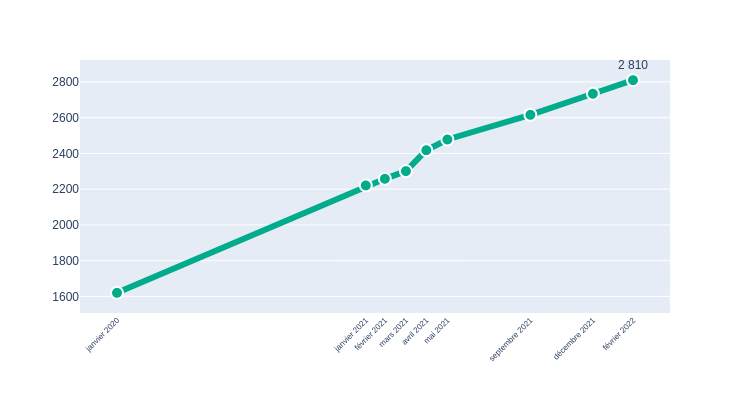 2 810
2800
2600
2400
2200
2000
1800
1600
janvier 2020
janvier 2021
février 2021
mars 2021
avril 2021
mai 2021
septembre 2021
décembre 2021
février 2022